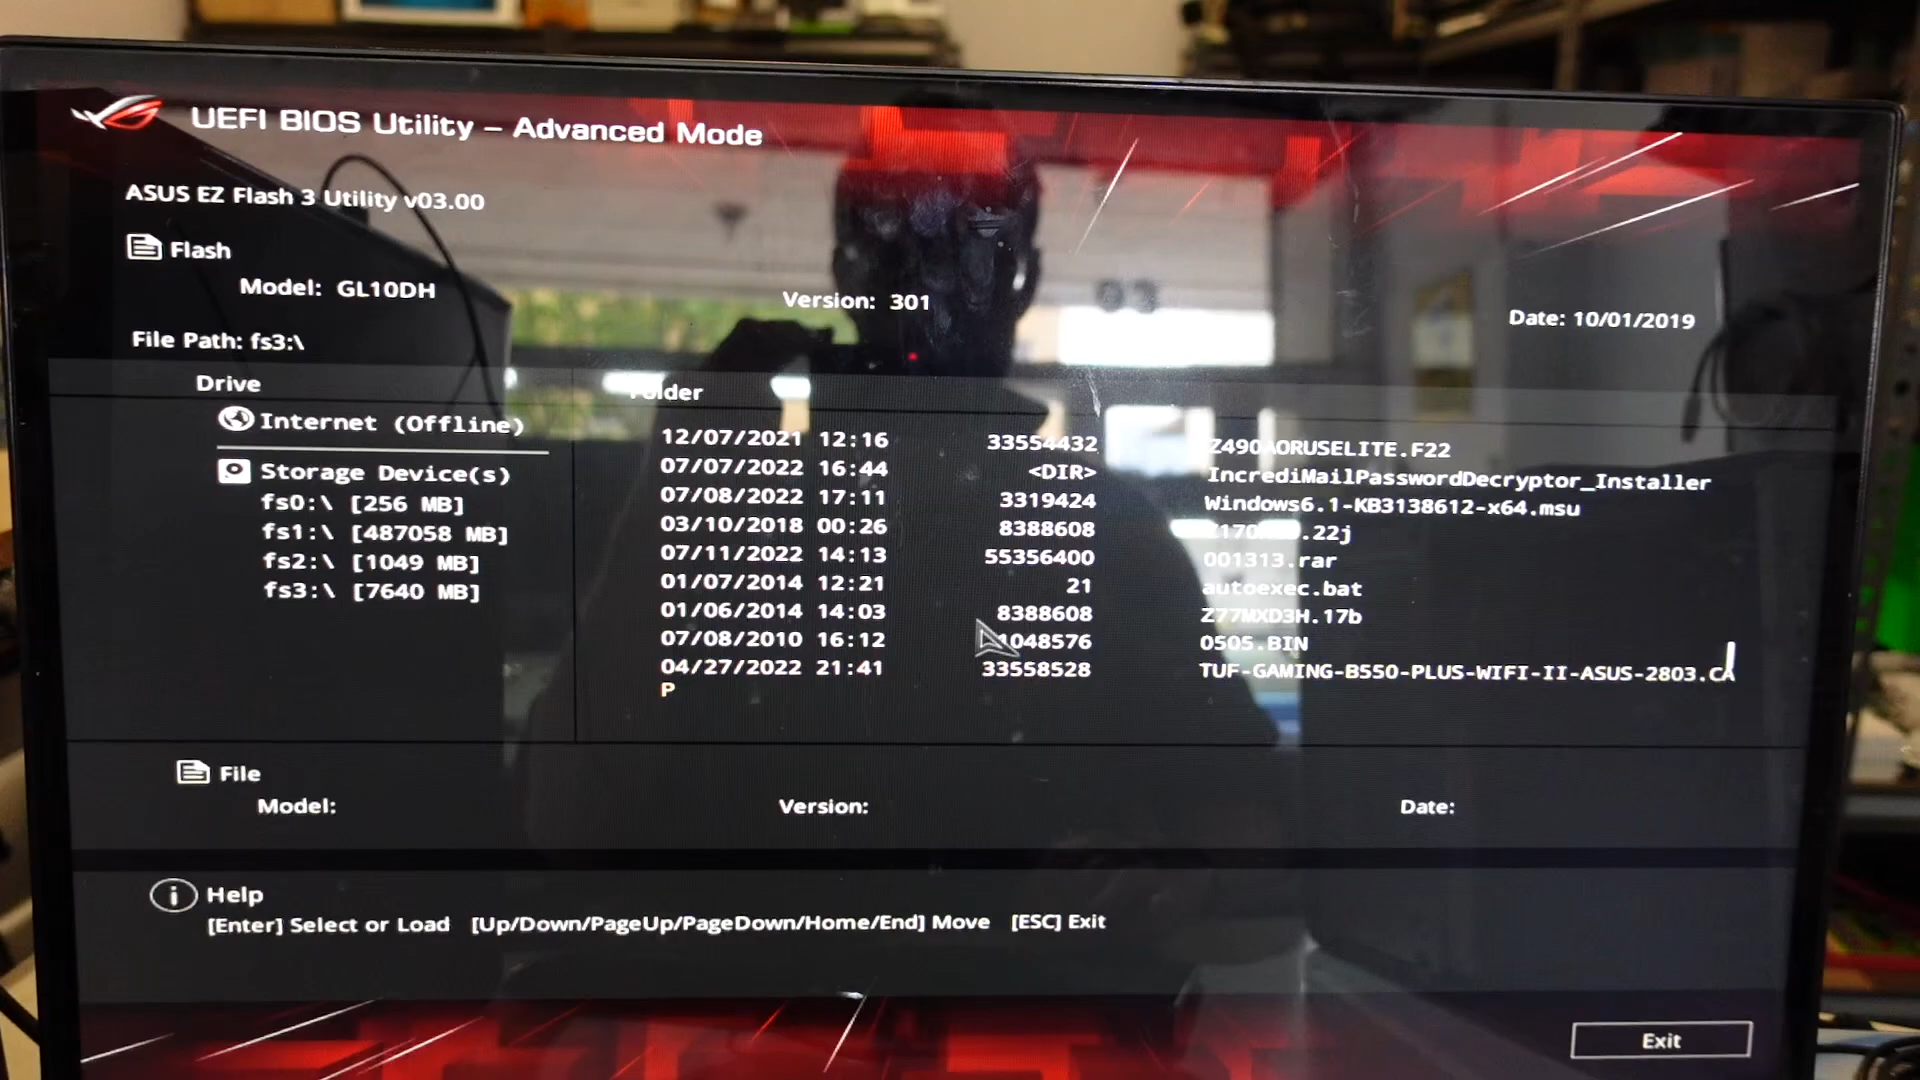 UEFI BIOS Utility – Advanced Mode
ASUS EZ Flash 3 Utility v03.00
Flash
Model: GL10DH Version: 301 Date: 10/01/2019
File Path: fs3:\
Drive Folder
Internet (Offline)
Storage Device(s)
fs0:\ [256 MB]
fs1:\ [487058 MB]
fs2:\ [1049 MB]
fs3:\ [7640 MB]
12/07/2021 12:16 33554432 Z490AORUSELITE.F22
07/07/2022 16:44 <DIR> IncrediMailPasswordDecryptor_Installer
07/08/2022 17:11 3319424 Windows6.1-KB3138612-x64.msu
03/10/2018 00:26 8388608
07/11/2022 14:13 55356400 001313.rar
01/07/2014 12:21 21 autoexec.bat
01/06/2014 14:03 8388608 Z77MXD3H.17b
07/08/2010 16:12 1048576 0505.BIN
04/27/2022 21:41 33558528 TUF-GAMING-B550-PLUS-WIFI-II-ASUS-2803.CA
P
File
Model: Version: Date:
Help
[Enter] Select or Load [Up/Down/PageUp/PageDown/Home/End] Move [ESC] Exit
Exit